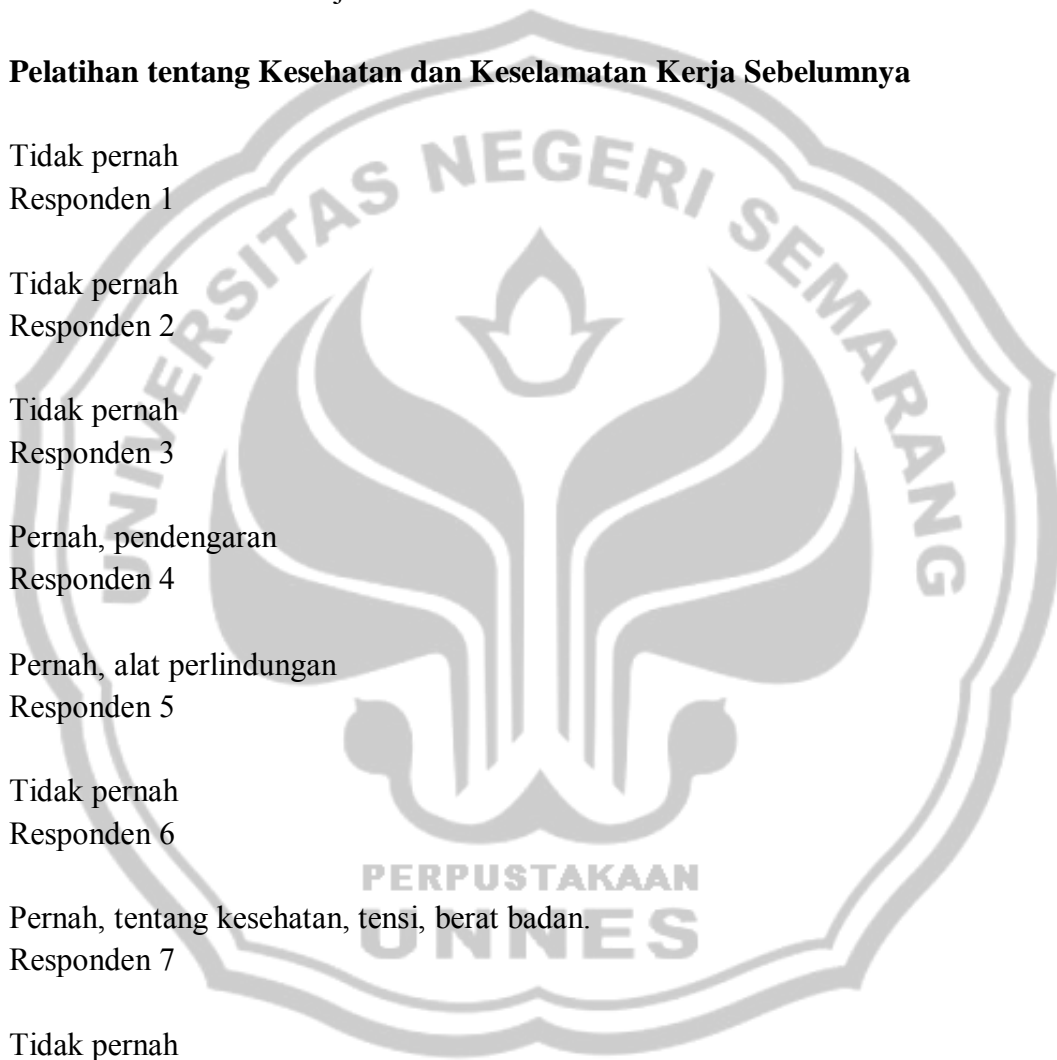 Pelatihan tentang Kesehatan dan Keselamatan Kerja Sebelumnya
Tidak pernah
Responden 1
Tidak pernah
Responden 2
Tidak pernah
Responden 3
Pernah, pendengaran
Responden 4
Pernah, alat perlindungan
Responden 5
Tidak pernah
Responden 6
Pernah, tentang kesehatan, tensi, berat badan.
Responden 7
Tidak pernah
UNIVERSITAS NEGERI SEMARANG
PERPUSTAKAAN
UNNES